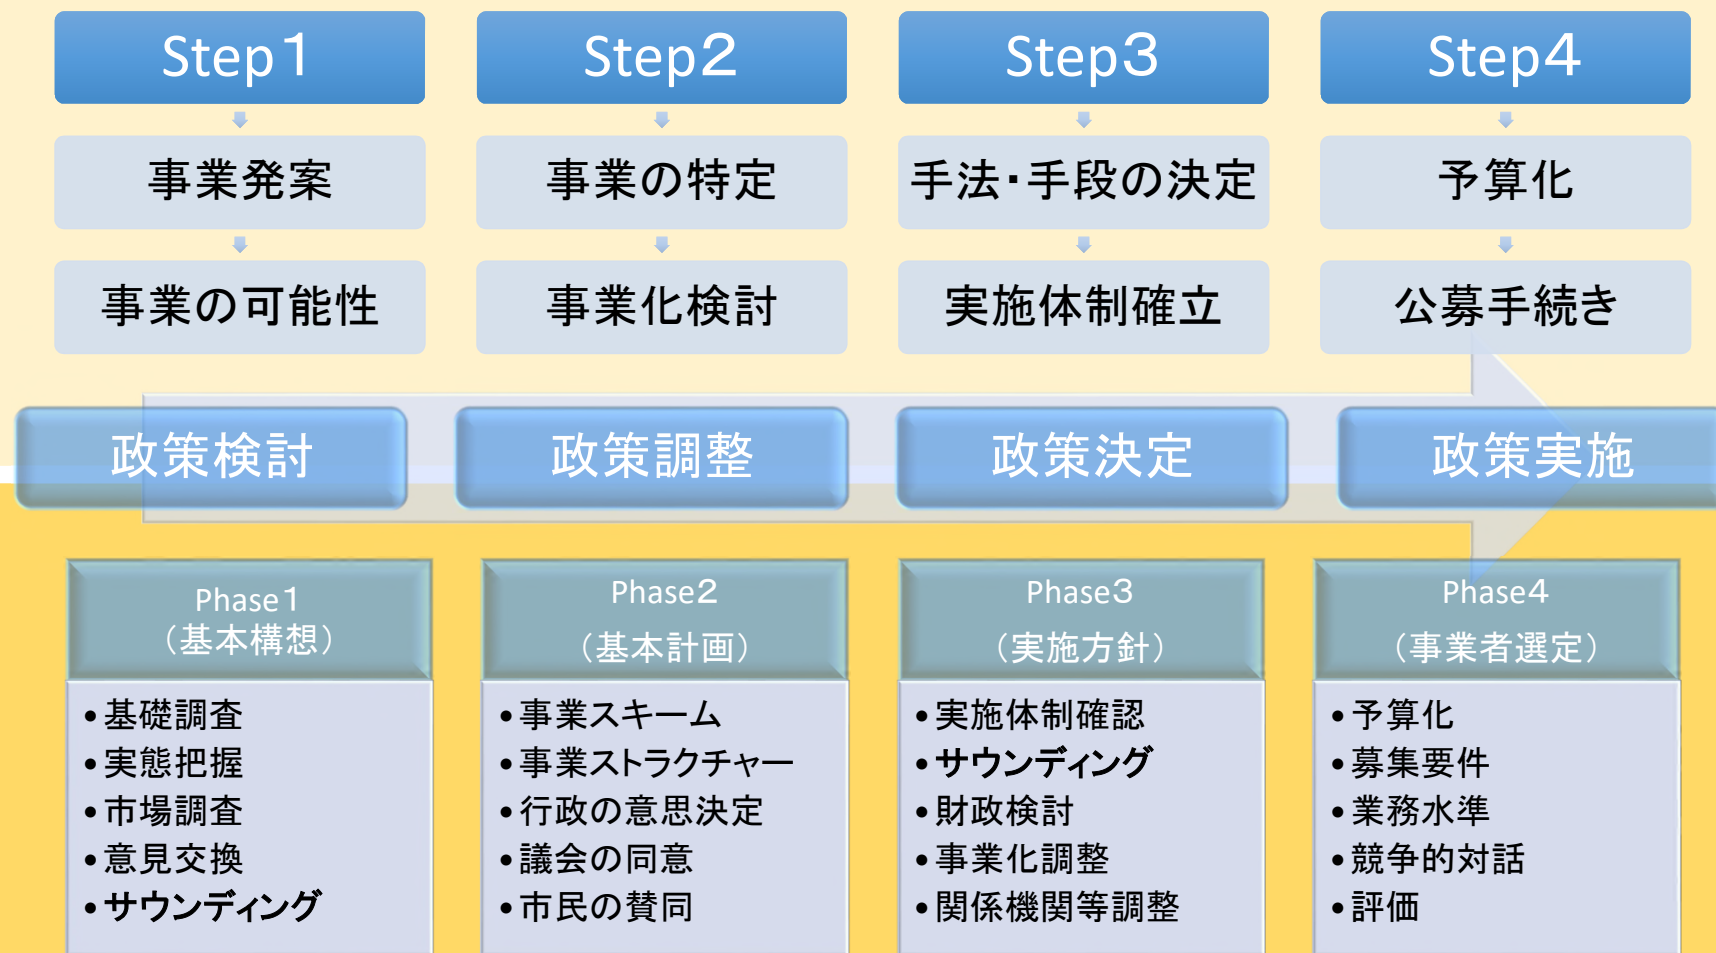 Step１
Step２
Step３
Step４
事業発案
事業の特定
手法・手段の決定
予算化
事業の可能性
事業化検討
実施体制確立
公募手続き
政策検討
政策調整
政策決定
政策実施
Phase１
（基本構想）
・基礎調査
・実態把握
・市場調査
・意見交換
・サウンディング
Phase２
（基本計画）
・事業スキーム
・事業ストラクチャー
・行政の意思決定
・議会の同意
・市民の賛同
Phase３
（実施方針）
・実施体制確認
・サウンディング
・財政検討
・事業化調整
・関係機関等調整
Phase４
（事業者選定）
・予算化
・募集要件
・業務水準
・競争的対話
・評価